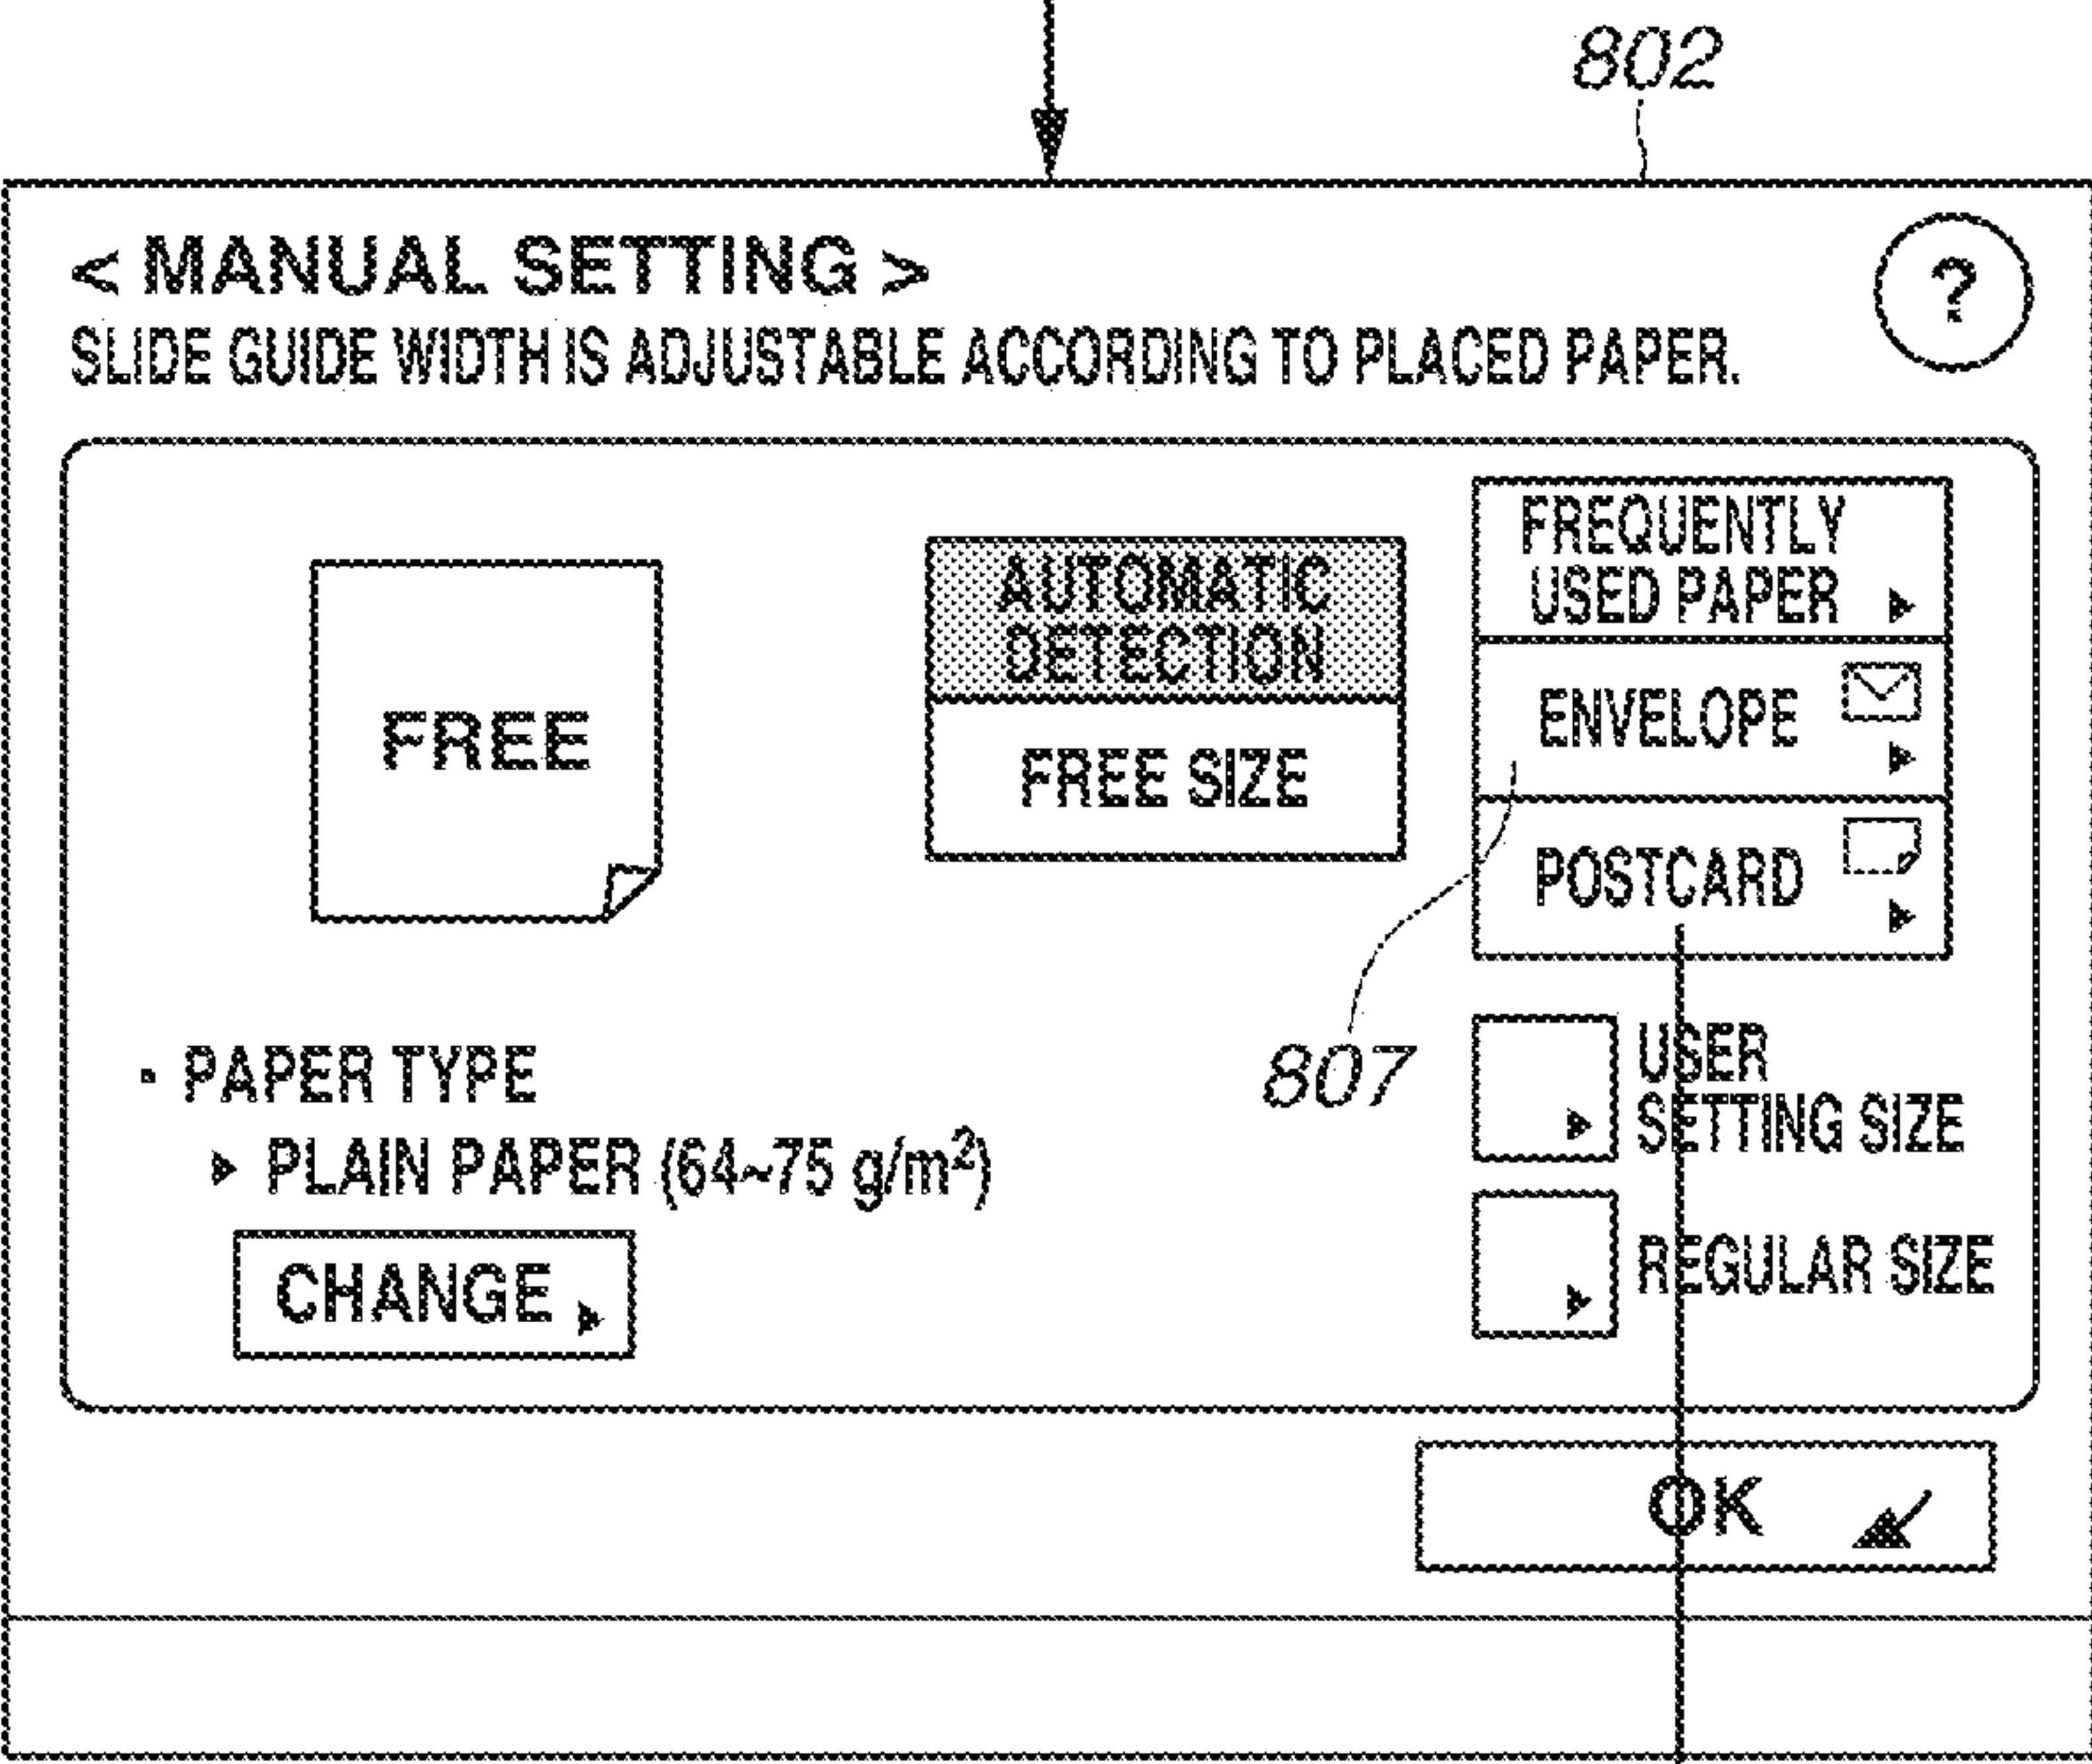 802
< MANUAL SETTING >
?
SLIDE GUIDE WIDTH IS ADJUSTABLE ACCORDING TO PLACED PAPER.
FREE
AUTOMATIC
DETECTION
FREE SIZE
FREQUENTLY
USED PAPER
ENVELOPE
POSTCARD
807
USER
SETTING SIZE
REGULAR SIZE
· PAPER TYPE
PLAIN PAPER (64~75 g/m²)
CHANGE
OK